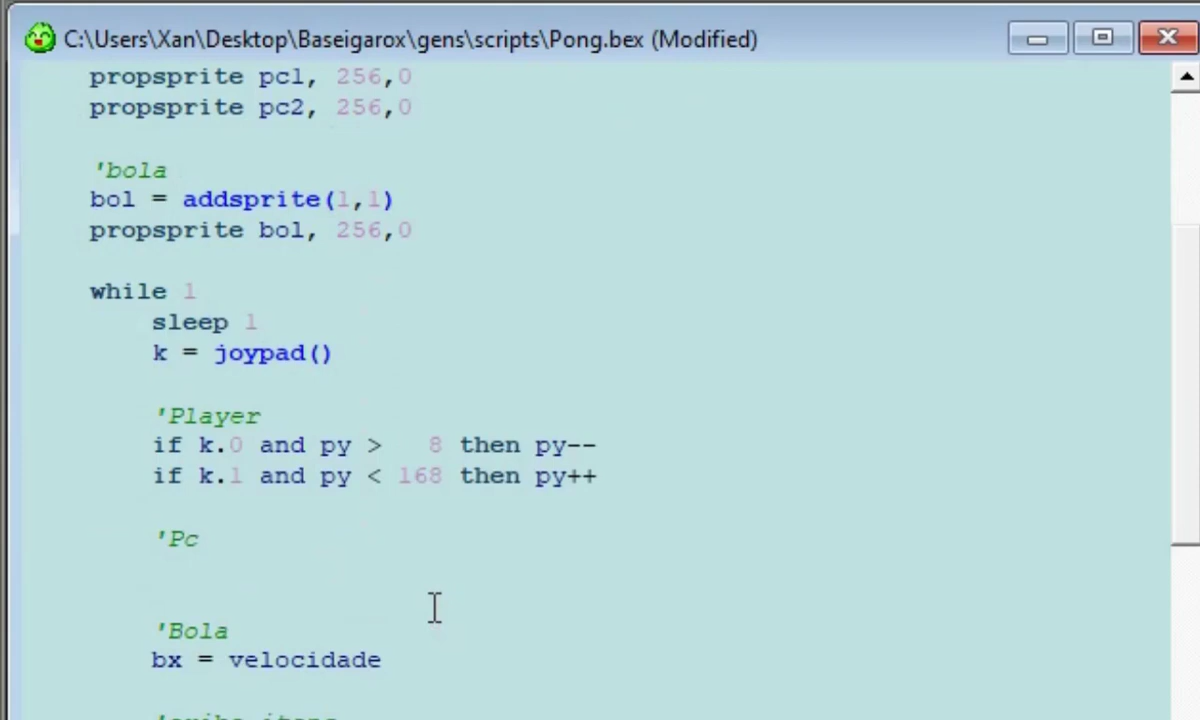 C:\Users\Xan\Desktop\Baseigarox\gens\scripts\Pong.bex (Modified)
propsprite pc1, 256,0
propsprite pc2, 256,0
'bola
bol = addsprite(1,1)
propsprite bol, 256,0
while 1
sleep 1
k = joypad()
'Player
if k.0 and py >   8 then py--
if k.1 and py < 168 then py++
'Pc
'Bola
bx = velocidade